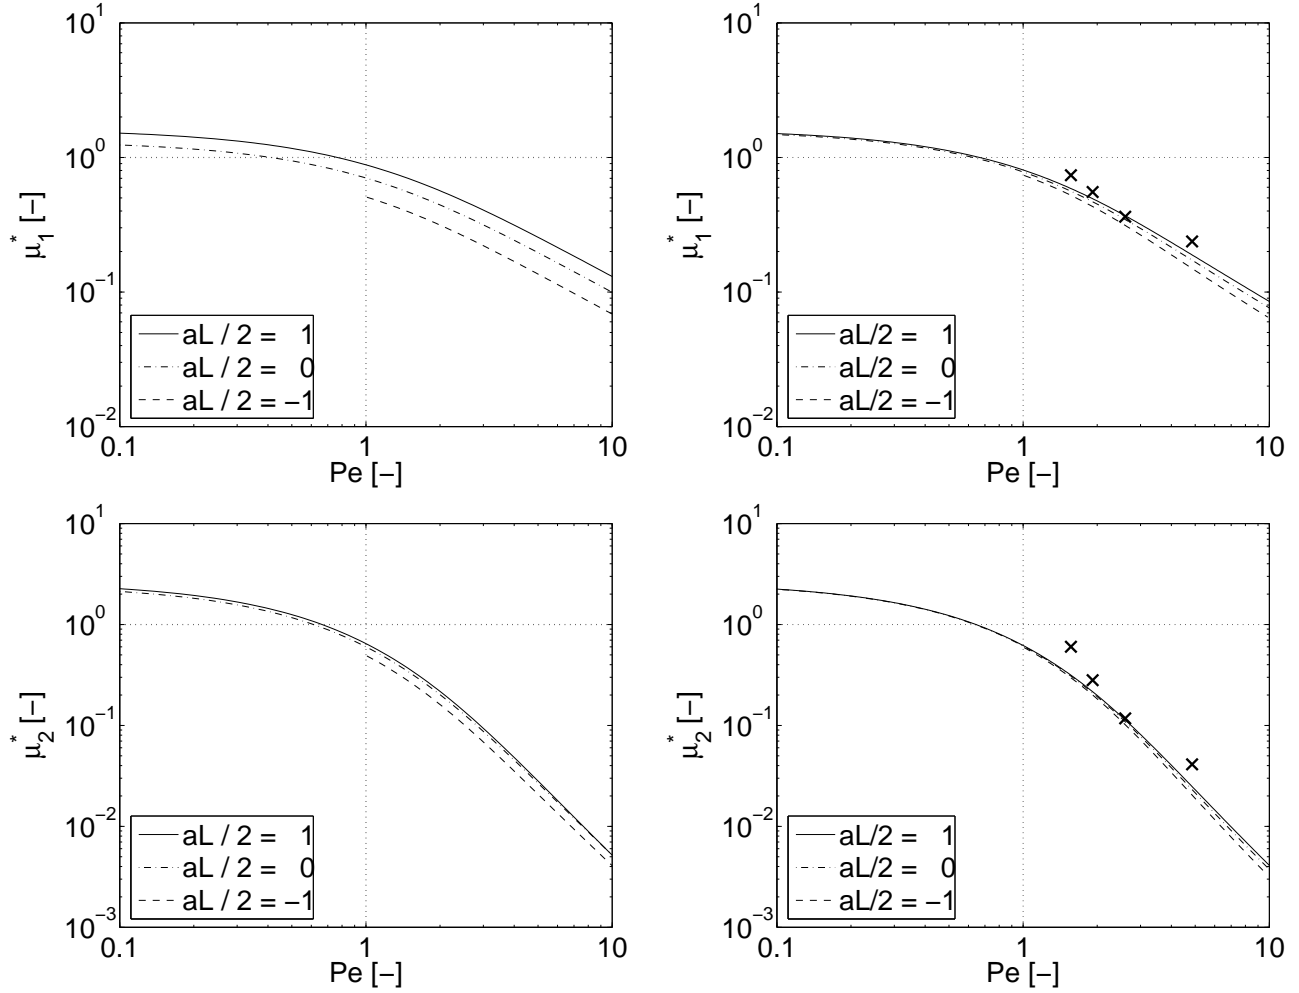 10^1
10^0
10^-1
10^-2
μ_1^* [–]
aL / 2 = 1
aL / 2 = 0
aL / 2 = –1
0.1 1 10
Pe [–]
10^1
10^0
10^-1
10^-2
μ_1^* [–]
aL/2 = 1
aL/2 = 0
aL/2 = –1
0.1 1 10
Pe [–]
10^1
10^0
10^-1
10^-2
10^-3
μ_2^* [–]
aL / 2 = 1
aL / 2 = 0
aL / 2 = –1
0.1 1 10
Pe [–]
10^1
10^0
10^-1
10^-2
10^-3
μ_2^* [–]
aL/2 = 1
aL/2 = 0
aL/2 = –1
0.1 1 10
Pe [–]